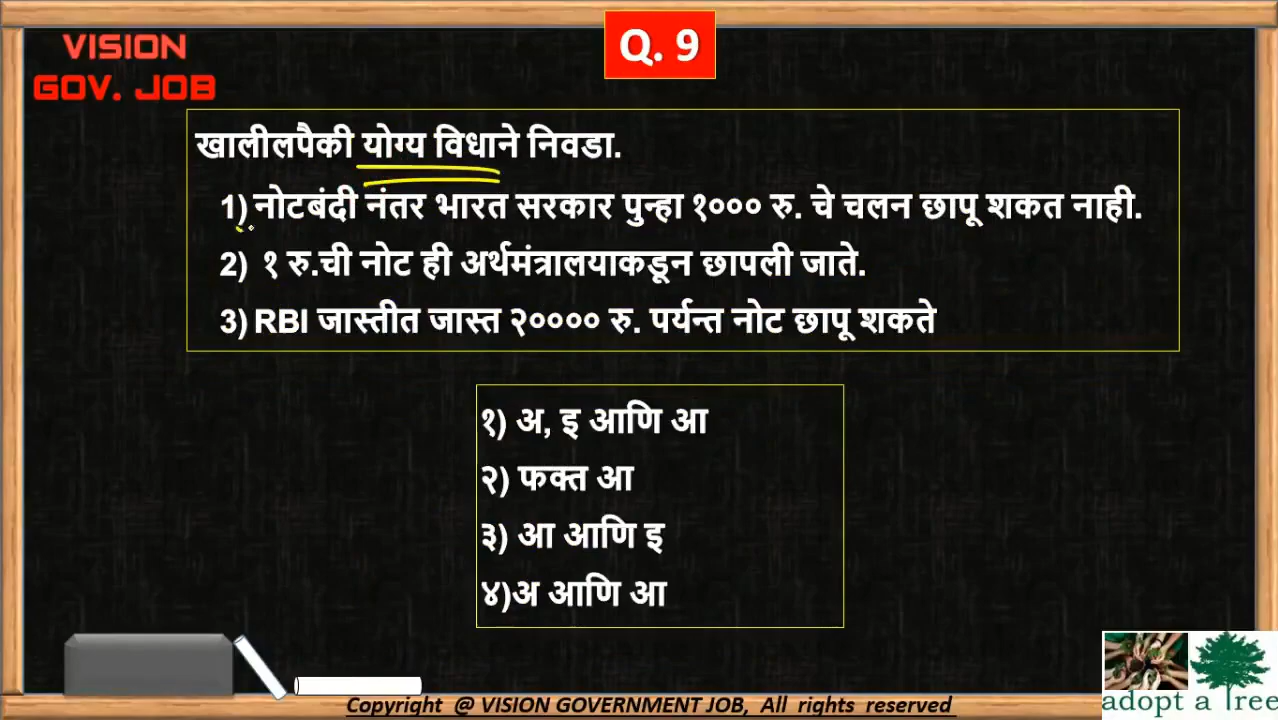 VISION
GOV. JOB
Q. 9
खालीलपैकी योग्य विधाने निवडा.
1) नोटबंदी नंतर भारत सरकार पुन्हा १००० रु. चे चलन छापू शकत नाही.
2) १ रु.ची नोट ही अर्थमंत्रालयाकडून छापली जाते.
3) RBI जास्तीत जास्त २०००० रु. पर्यन्त नोट छापू शकते
१) अ, इ आणि आ
२) फक्त आ
३) आ आणि इ
४)अ आणि आ
Copyright @ VISION GOVERNMENT JOB, All rights reserved
adopt a Tree